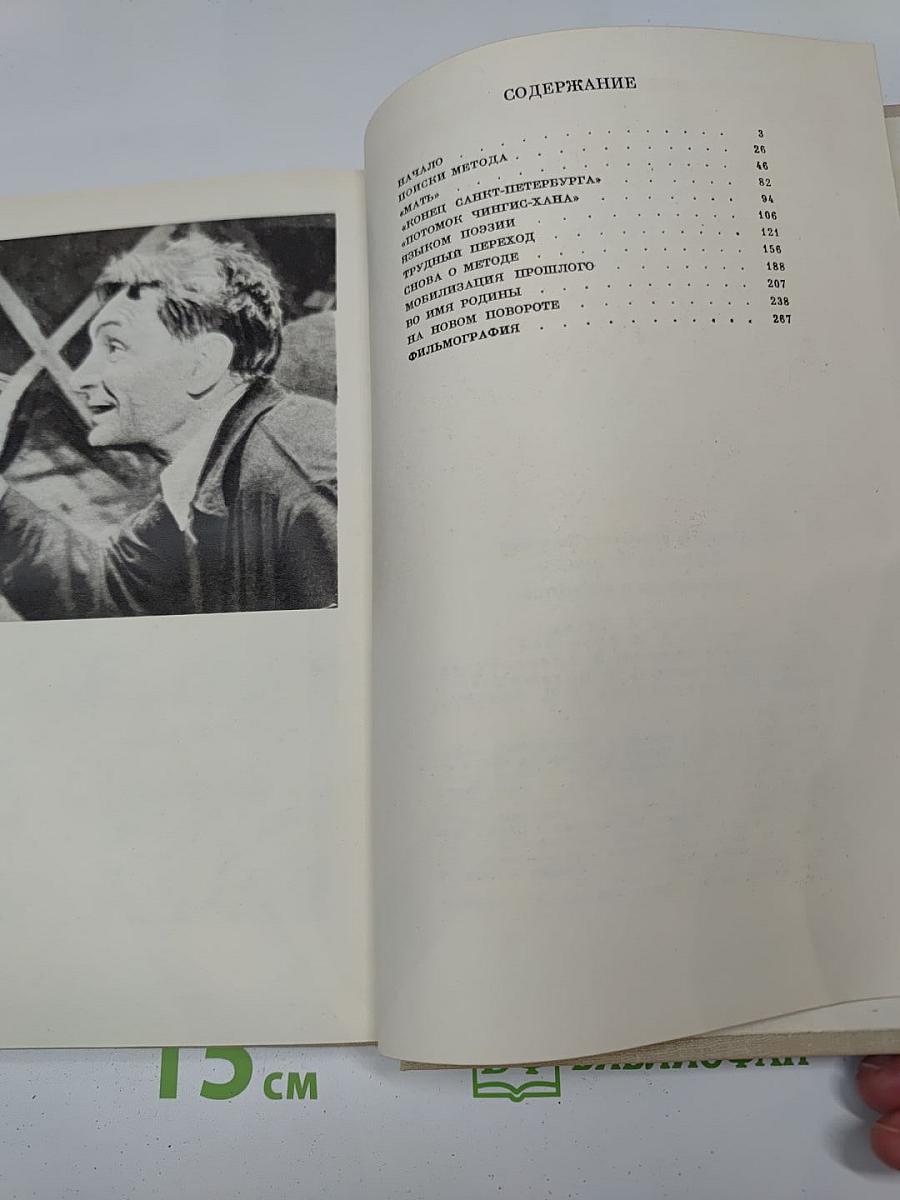 СОДЕРЖАНИЕ
НАЧАЛО . . . . . . . . . . . . 3
ПОИСКИ МЕТОДА . . . . . . . . . . 26
«МАТЬ» . . . . . . . . . . . . 46
«КОНЕЦ САНКТ-ПЕТЕРБУРГА» . . . . . . 82
«ПОТОМОК ЧИНГИС-ХАНА» . . . . . . . 94
ЯЗЫКОМ ПОЭЗИИ . . . . . . . . . . 106
ТРУДНЫЙ ПЕРЕХОД . . . . . . . . . 121
СНОВА О МЕТОДЕ . . . . . . . . . . 156
МОБИЛИЗАЦИЯ ПРОШЛОГО . . . . . . . 188
ВО ИМЯ РОДИНЫ . . . . . . . . . . 207
НА НОВОМ ПОВОРОТЕ . . . . . . . . . 238
ФИЛЬМОГРАФИЯ . . . . . . . . . . 267
15 СМ